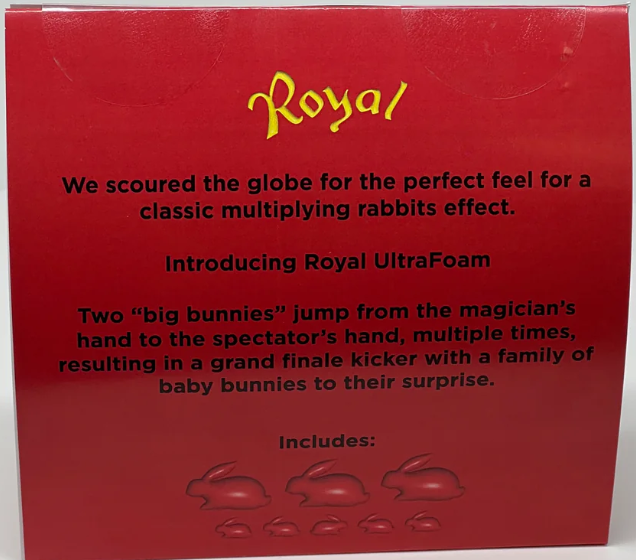 Royal
We scoured the globe for the perfect feel for a
classic multiplying rabbits effect.
Introducing Royal UltraFoam
Two “big bunnies” jump from the magician’s
hand to the spectator’s hand, multiple times,
resulting in a grand finale kicker with a family of
baby bunnies to their surprise.
Includes: